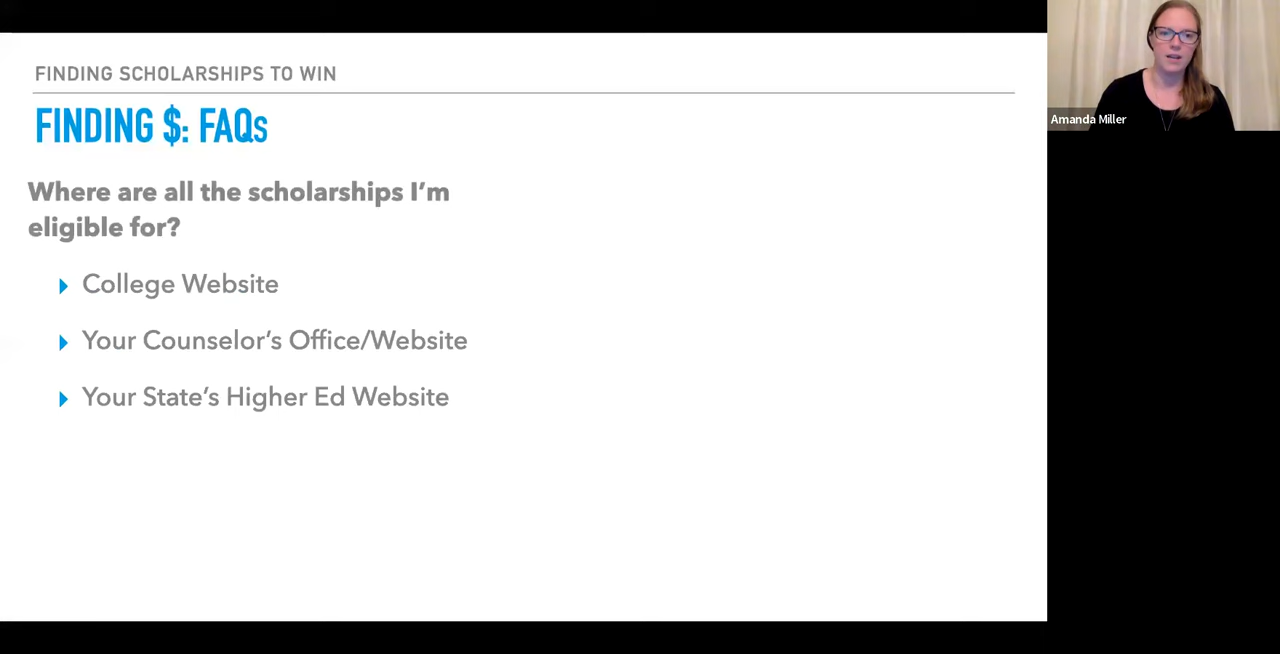 FINDING SCHOLARSHIPS TO WIN
FINDING $: FAQs
Where are all the scholarships I’m
eligible for?
College Website
Your Counselor’s Office/Website
Your State’s Higher Ed Website
Amanda Miller